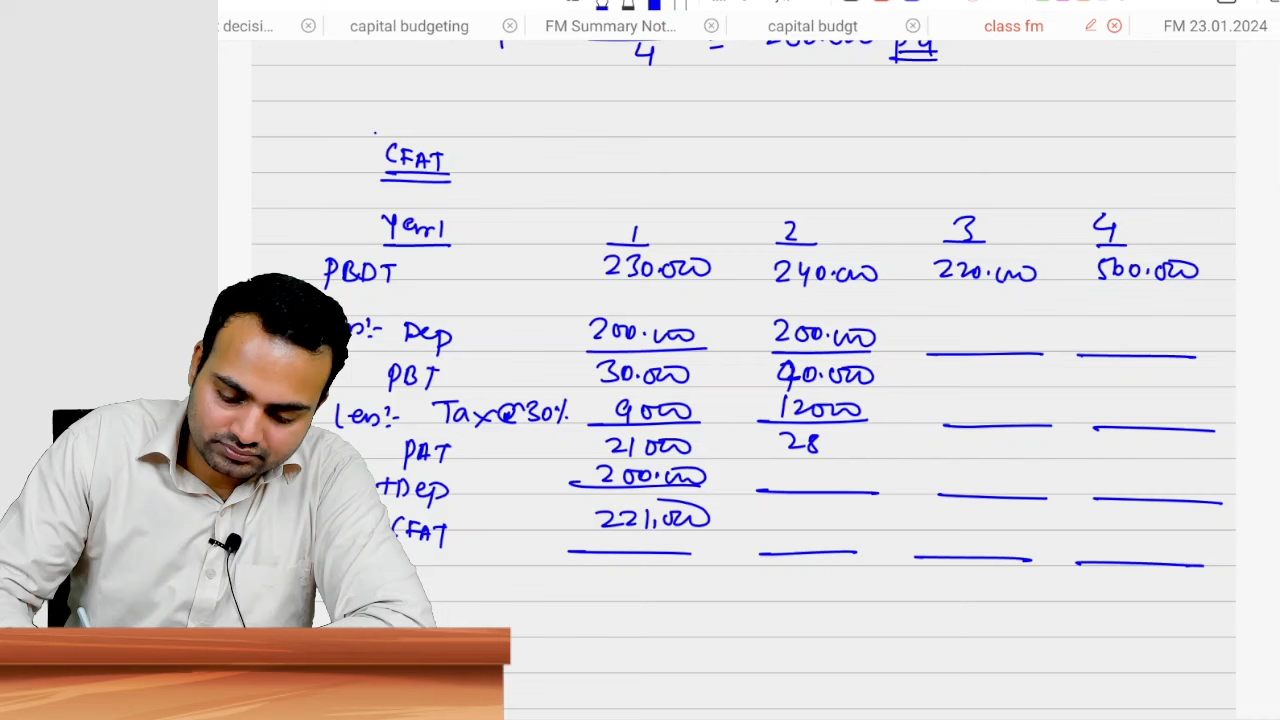 t decisi...
capital budgeting
FM Summary Not...
capital budgt
class fm
FM 23.01.2024
4 =
CFAT
Year 1 2 3 4
PBDT 230.000 240.000 220.000 500.000
Dep 200.000 200.000
PBT 30.000 40.000
Less:- Tax@30% 9000 12000
PAT 21000 28
+Dep 200.000
CFAT 221,000